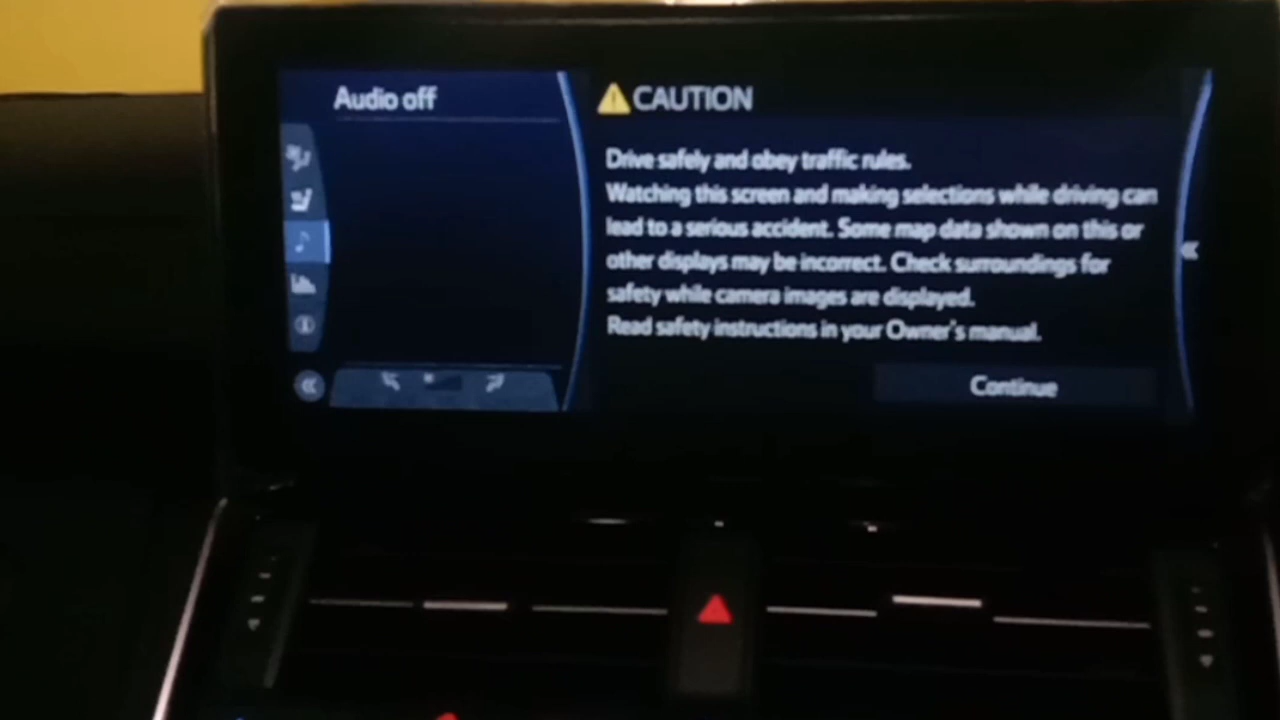 Audio off
CAUTION
Drive safely and obey traffic rules.
Watching this screen and making selections while driving can
lead to a serious accident. Some map data shown on this or
other displays may be incorrect. Check surroundings for
safety while camera images are displayed.
Read safety instructions in your Owner's manual.
Continue